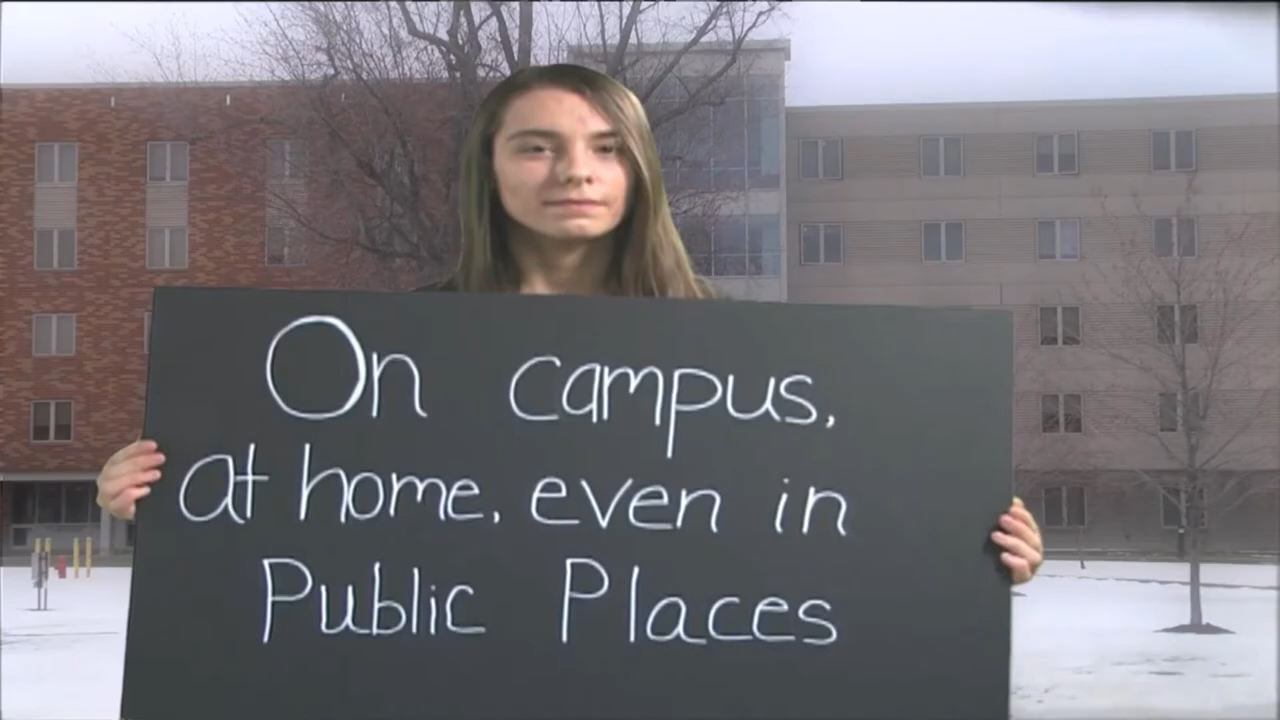 On campus,
at home, even in
Public Places